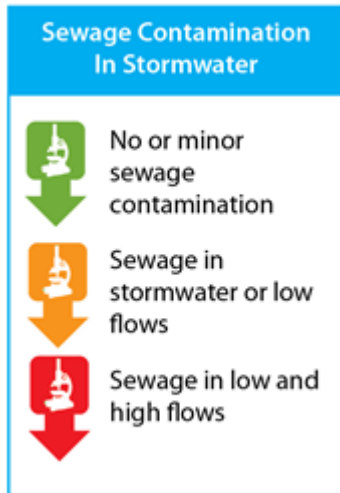 Sewage Contamination
In Stormwater
No or minor
sewage
contamination
Sewage in
stormwater or low
flows
Sewage in low and
high flows